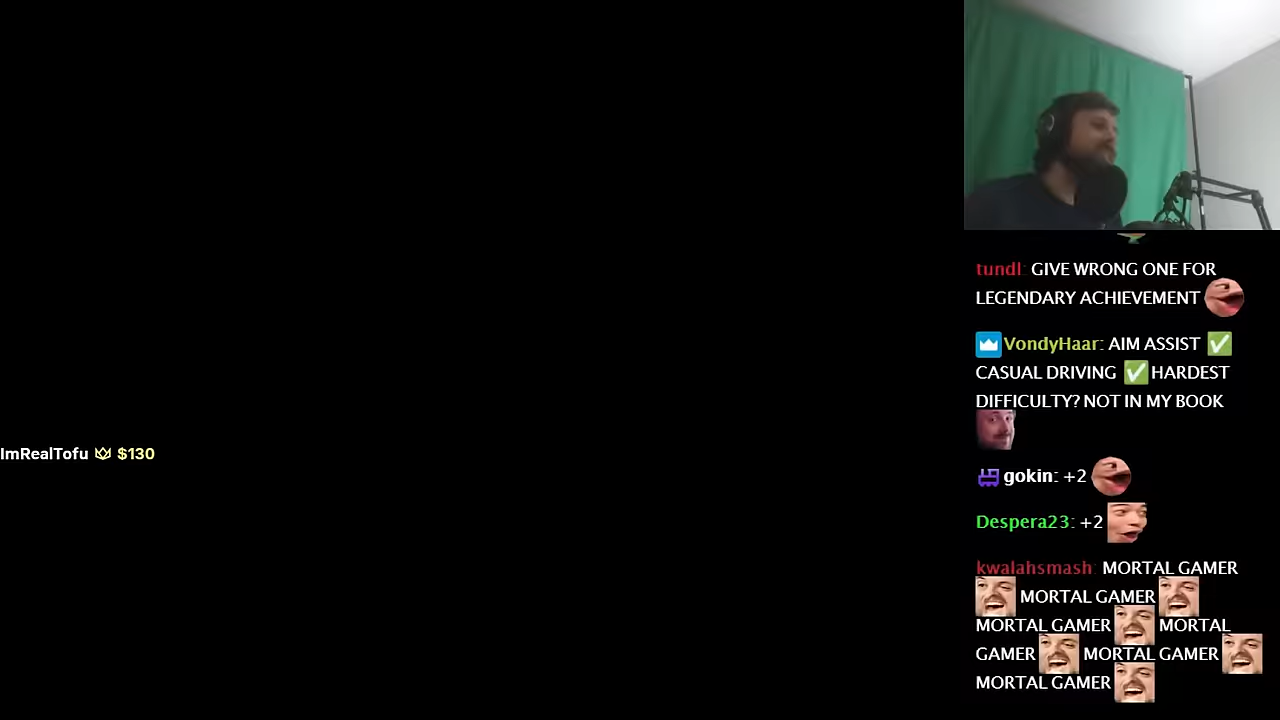 tundl: GIVE WRONG ONE FOR
LEGENDARY ACHIEVEMENT
VondyHaar: AIM ASSIST ✅
CASUAL DRIVING ✅ HARDEST
DIFFICULTY? NOT IN MY BOOK
ImRealTofu $130
gokin: +2
Despera23: +2
kwalahsmash: MORTAL GAMER
MORTAL GAMER
MORTAL GAMER MORTAL
GAMER MORTAL GAMER
MORTAL GAMER